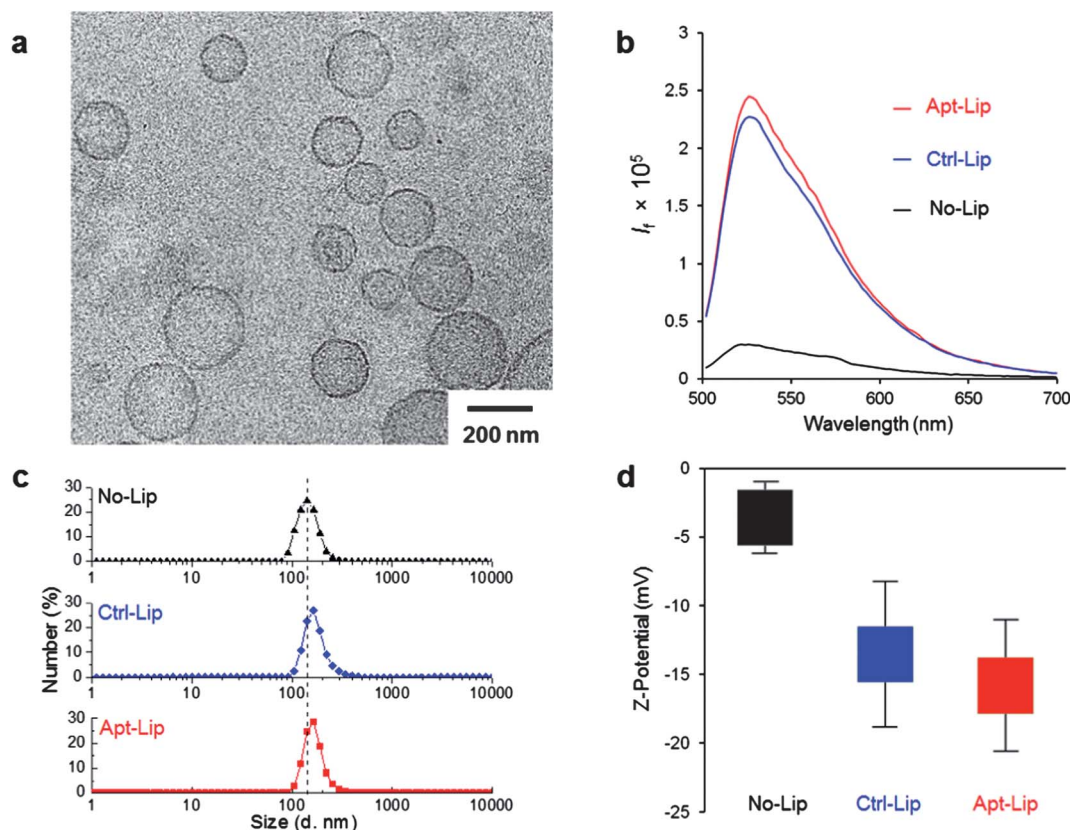 a
200 nm
b
3
2.5
2
1.5
1
0.5
0
I_f × 10⁵
500 550 600 650 700
Wavelength (nm)
Apt-Lip
Ctrl-Lip
No-Lip
c
Number (%)
No-Lip
30
20
10
0
1 10 100 1000 10000
Ctrl-Lip
30
20
10
0
1 10 100 1000 10000
Apt-Lip
30
20
10
0
1 10 100 1000 10000
Size (d. nm)
d
0
-5
-10
-15
-20
-25
Z-Potential (mV)
No-Lip Ctrl-Lip Apt-Lip